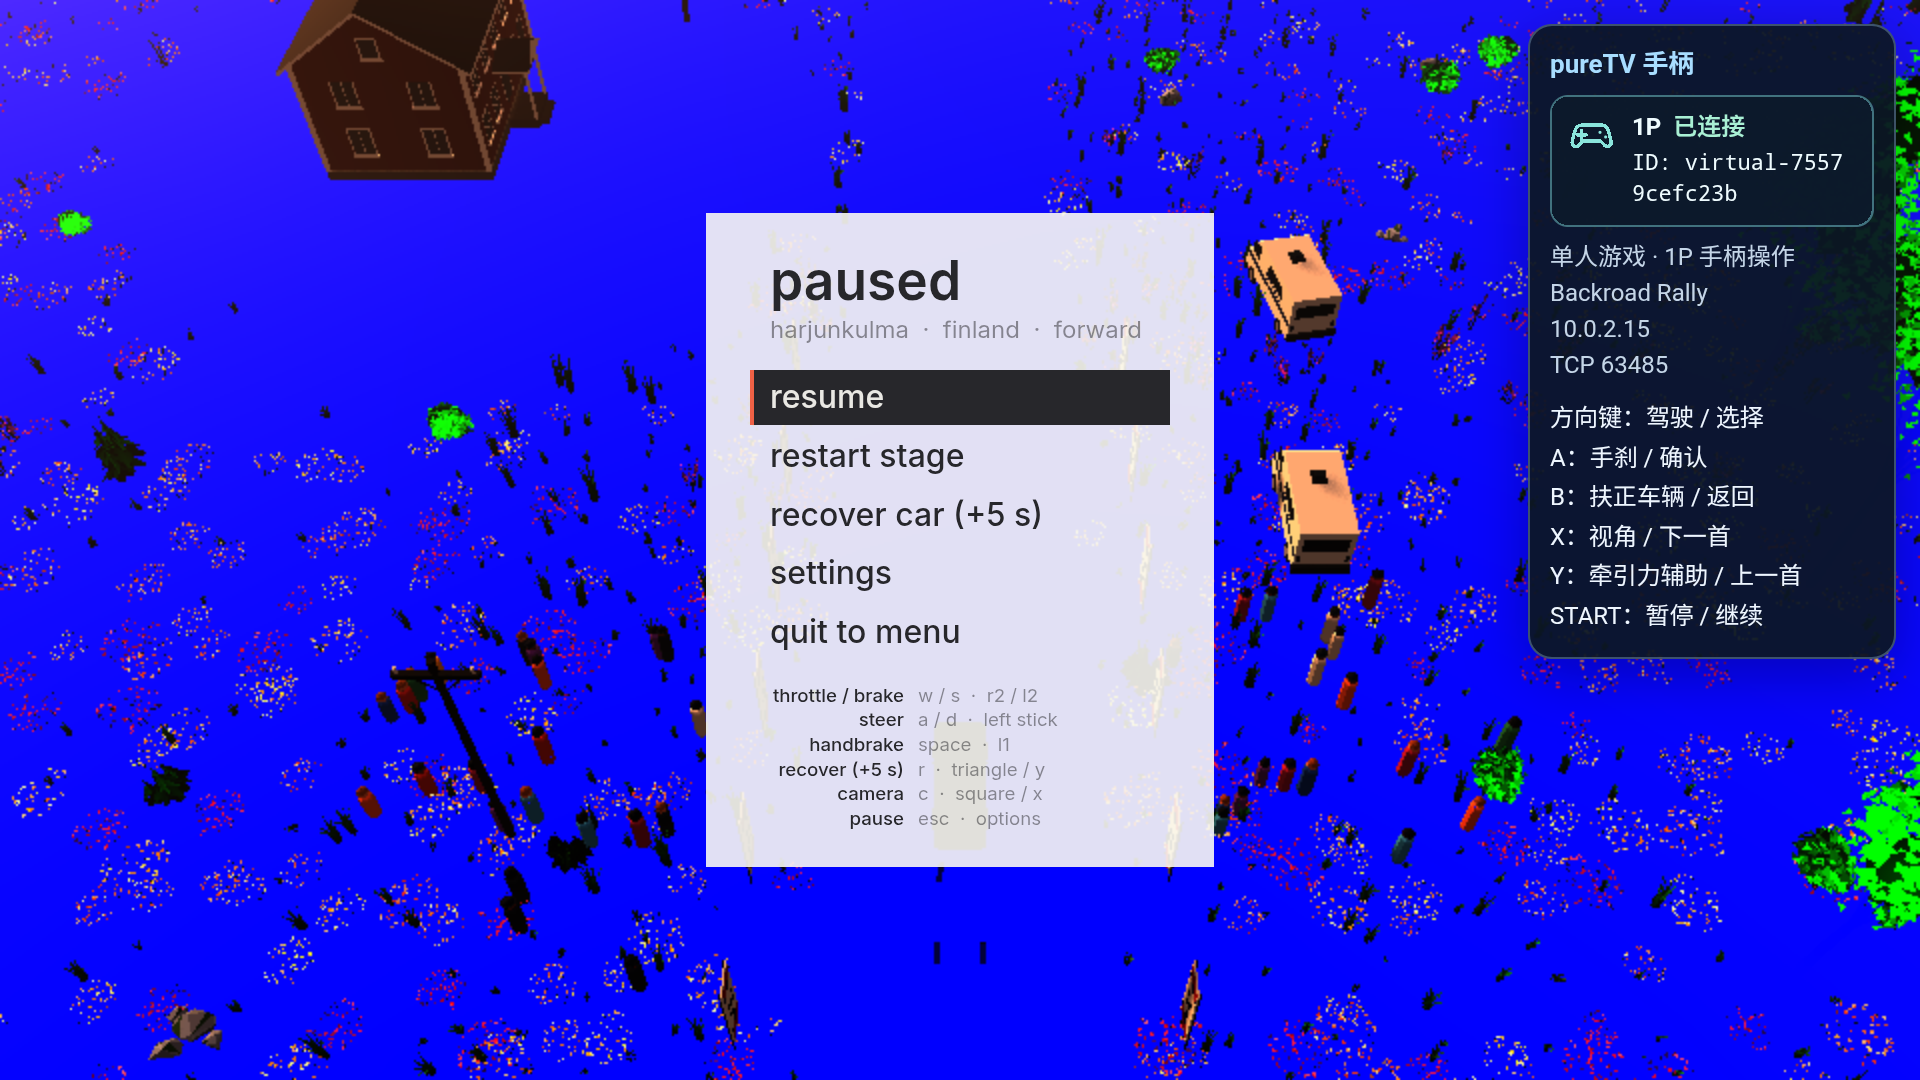 paused
harjunkulma · finland · forward
resume
restart stage
recover car (+5 s)
settings
quit to menu
throttle / brake w / s · r2 / l2
steer a / d · left stick
handbrake space · l1
recover (+5 s) r · triangle / y
camera c · square / x
pause esc · options
pureTV 手柄
1P 已连接
ID: virtual-7557
9cefc23b
单人游戏 · 1P 手柄操作
Backroad Rally
10.0.2.15
TCP 63485
方向键：驾驶 / 选择
A：手刹 / 确认
B：扶正车辆 / 返回
X：视角 / 下一首
Y：牵引力辅助 / 上一首
START：暂停 / 继续